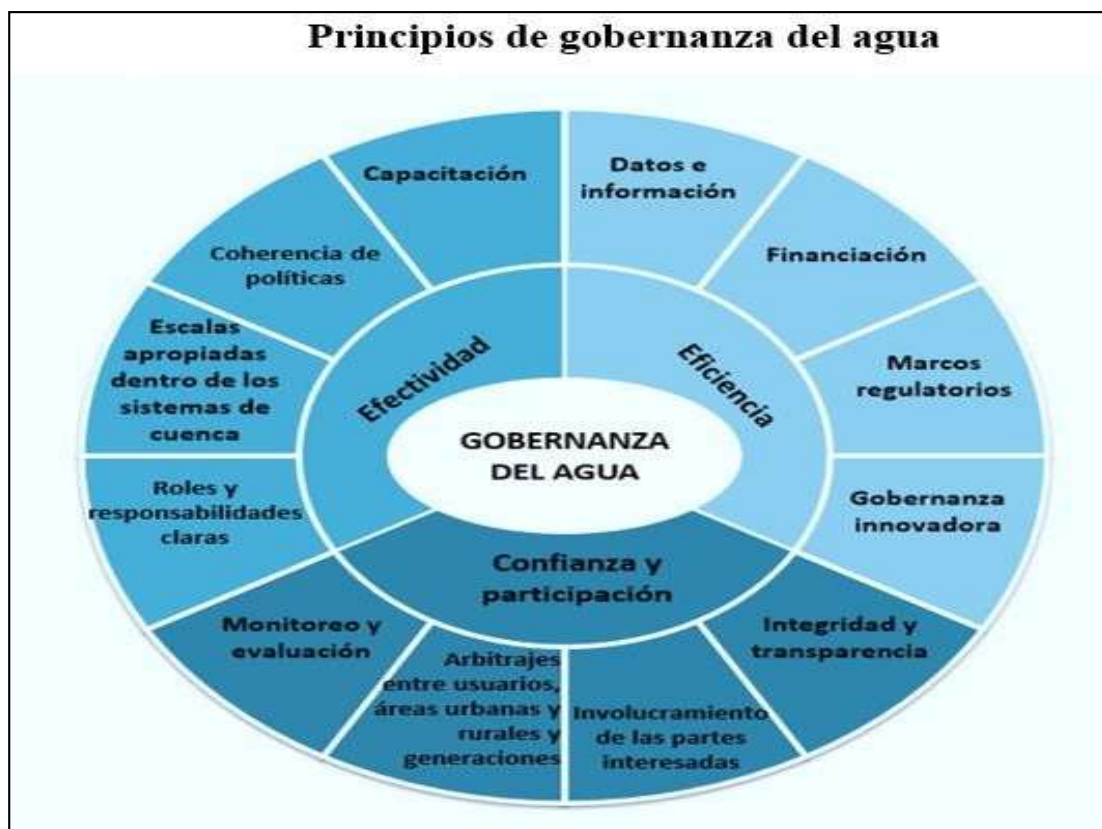 Principios de gobernanza del agua
Capacitación
Datos e
información
Coherencia de
políticas
Financiación
Escalas
apropiadas
dentro de los
sistemas de
cuenca
Marcos
regulatorios
Efectividad
Eficiencia
GOBERNANZA
DEL AGUA
Roles y
responsabilidades
claras
Gobernanza
innovadora
Confianza y
participación
Monitoreo y
evaluación
Arbitrajes
entre usuarios,
áreas urbanas y
rurales y
generaciones
Involucramiento
de las partes
interesadas
Integridad y
transparencia